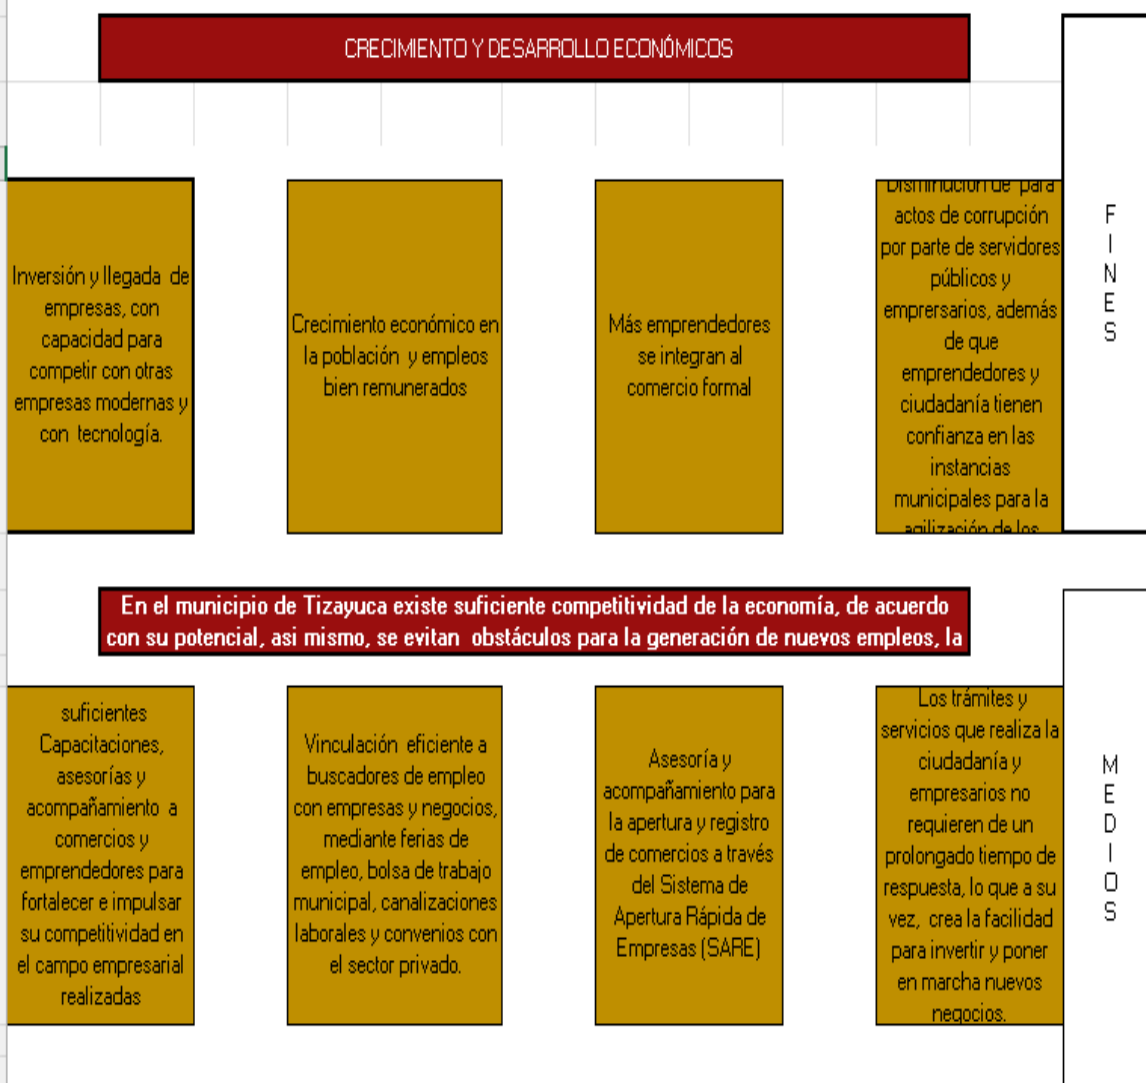 CRECIMIENTO Y DESARROLLO ECONÓMICOS
Inversión y llegada de
empresas, con
capacidad para
competir con otras
empresas modernas y
con tecnología.
Crecimiento económico en
la población y empleos
bien remunerados
Más emprendedores
se integran al
comercio formal
Disminución de para
actos de corrupción
por parte de servidores
públicos y
emprersarios, además
de que
emprendedores y
ciudadanía tienen
confianza en las
instancias
municipales para la
agilización de los
F
I
N
E
S
En el municipio de Tizayuca existe suficiente competitividad de la economía, de acuerdo
con su potencial, asi mismo, se evitan obstáculos para la generación de nuevos empleos, la
suficientes
Capacitaciones,
asesorías y
acompañamiento a
comercios y
emprendedores para
fortalecer e impulsar
su competitividad en
el campo empresarial
realizadas
Vinculación eficiente a
buscadores de empleo
con empresas y negocios,
mediante ferias de
empleo, bolsa de trabajo
municipal, canalizaciones
laborales y convenios con
el sector privado.
Asesoría y
acompañamiento para
la apertura y registro
de comercios a través
del Sistema de
Apertura Rápida de
Empresas (SARE)
Los trámites y
servicios que realiza la
ciudadanía y
empresarios no
requieren de un
prolongado tiempo de
respuesta, lo que a su
vez, crea la facilidad
para invertir y poner
en marcha nuevos
negocios.
M
E
D
I
O
S